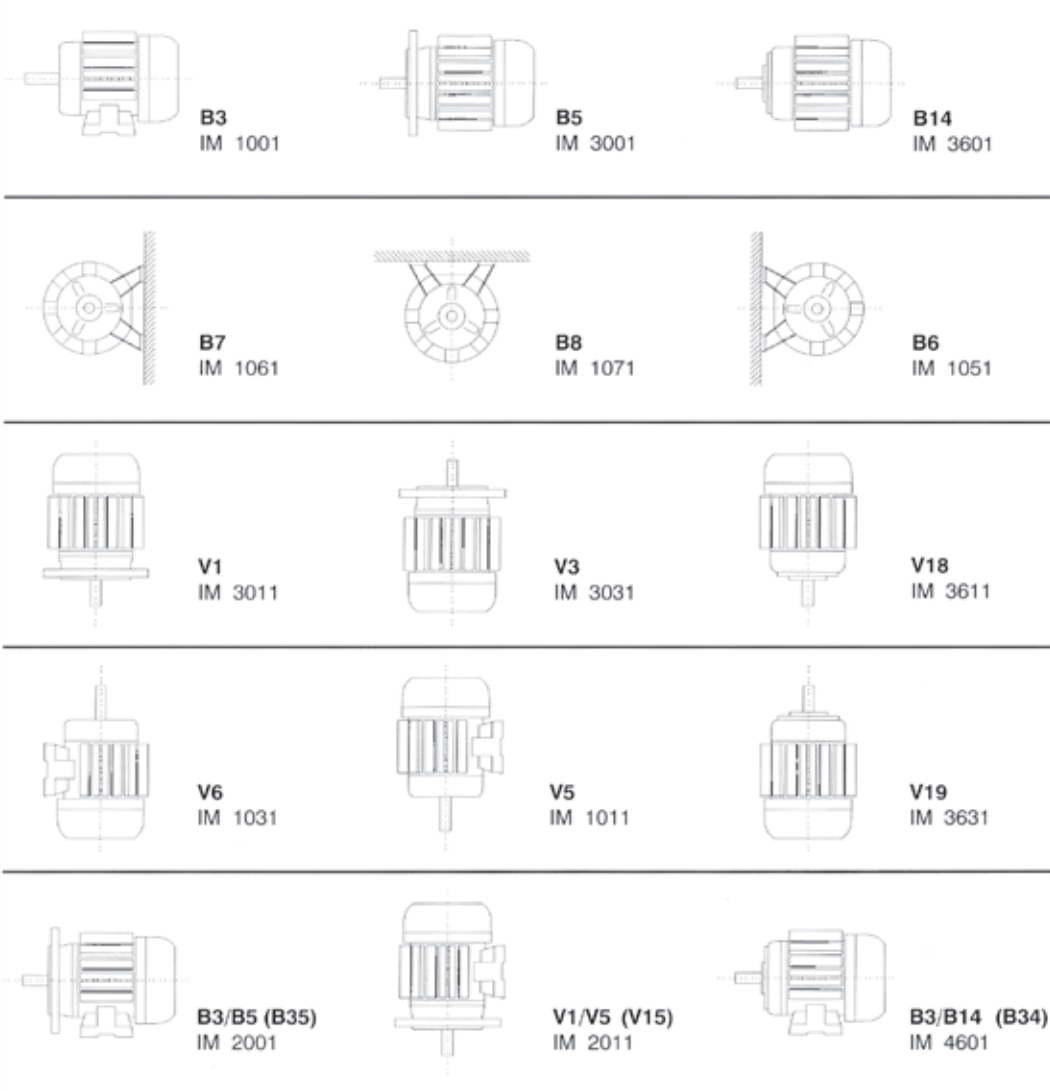 B3
IM 1001
B5
IM 3001
B14
IM 3601
B7
IM 1061
B8
IM 1071
B6
IM 1051
V1
IM 3011
V3
IM 3031
V18
IM 3611
V6
IM 1031
V5
IM 1011
V19
IM 3631
B3/B5 (B35)
IM 2001
V1/V5 (V15)
IM 2011
B3/B14 (B34)
IM 4601